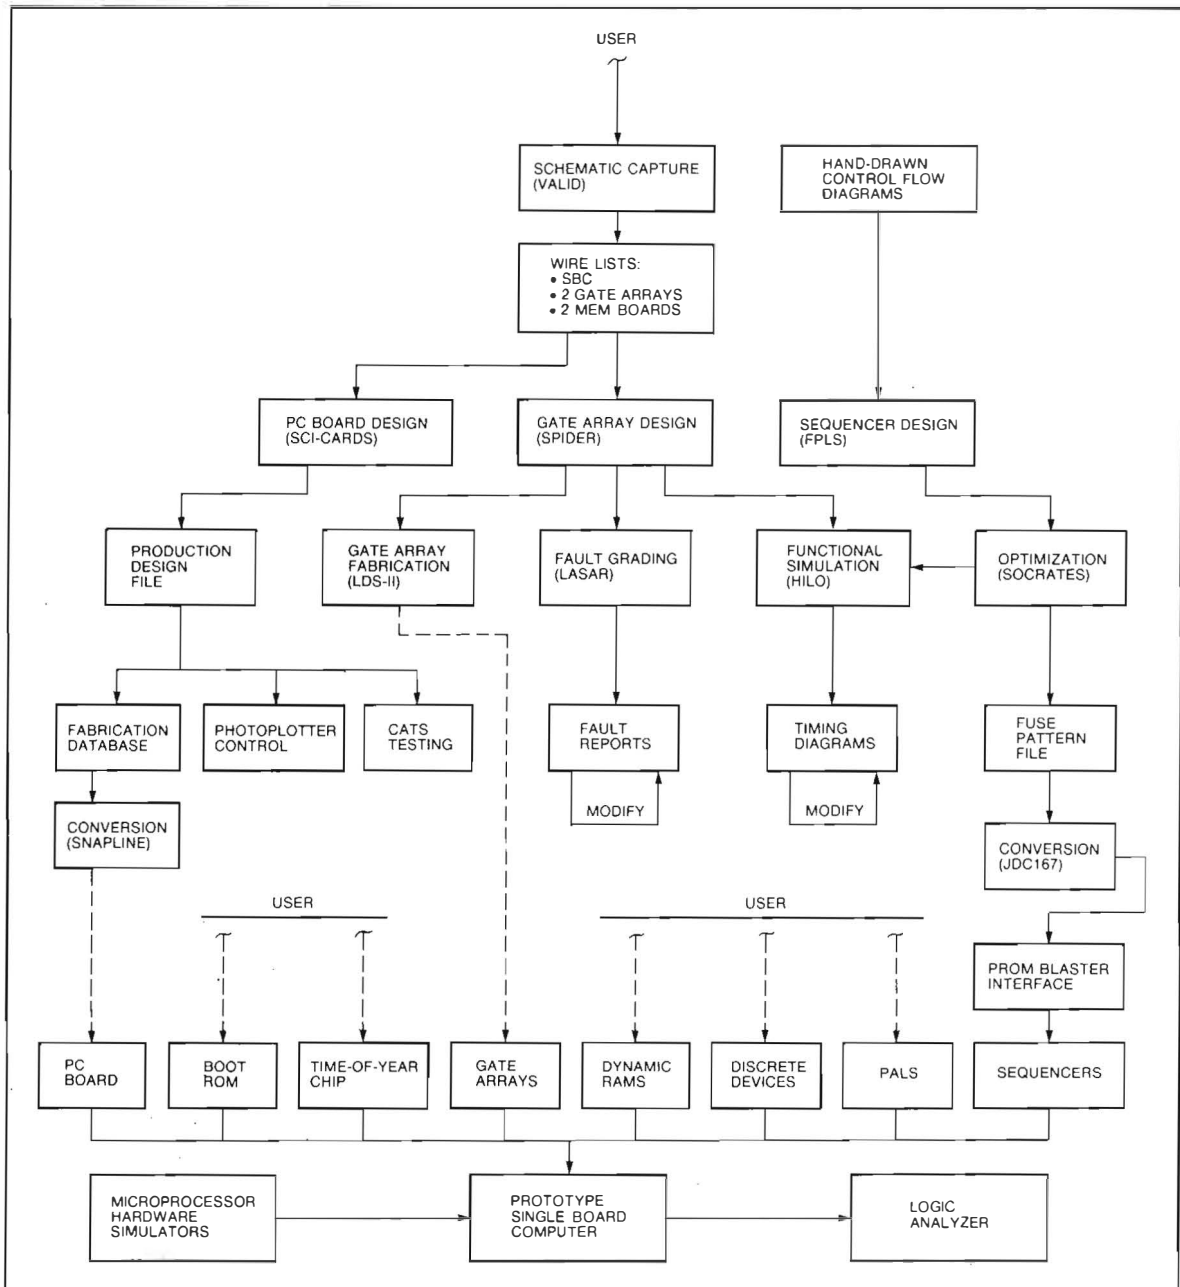 USER
SCHEMATIC CAPTURE
(VALID)
HAND-DRAWN
CONTROL FLOW
DIAGRAMS
WIRE LISTS:
• SBC
• 2 GATE ARRAYS
• 2 MEM BOARDS
PC BOARD DESIGN
(SCI-CARDS)
GATE ARRAY DESIGN
(SPIDER)
SEQUENCER DESIGN
(FPLS)
PRODUCTION
DESIGN
FILE
GATE ARRAY
FABRICATION
(LDS-II)
FAULT GRADING
(LASAR)
FUNCTIONAL
SIMULATION
(HILO)
OPTIMIZATION
(SOCRATES)
FABRICATION
DATABASE
PHOTOPLOTTER
CONTROL
CATS
TESTING
FAULT
REPORTS
MODIFY
TIMING
DIAGRAMS
MODIFY
FUSE
PATTERN
FILE
CONVERSION
(SNAPLINE)
CONVERSION
(JDC167)
USER
USER
PROM BLASTER
INTERFACE
PC
BOARD
BOOT
ROM
TIME-OF-YEAR
CHIP
GATE
ARRAYS
DYNAMIC
RAMS
DISCRETE
DEVICES
PALS
SEQUENCERS
MICROPROCESSOR
HARDWARE
SIMULATORS
PROTOTYPE
SINGLE BOARD
COMPUTER
LOGIC
ANALYZER